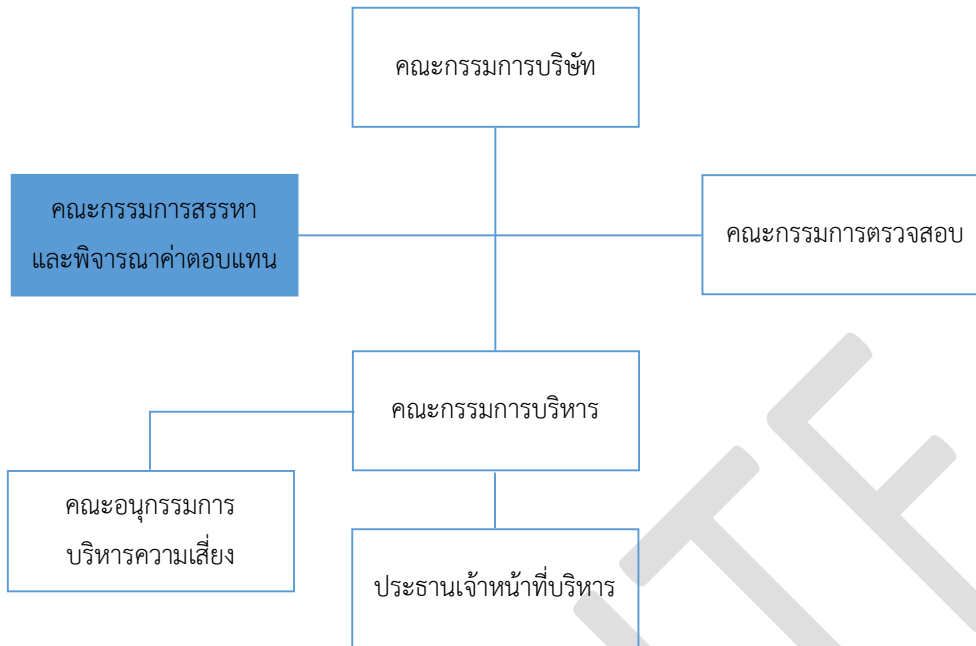 คณะกรรมการบริษัท
คณะกรรมการสรรหา
และพิจารณาค่าตอบแทน
คณะกรรมการตรวจสอบ
คณะกรรมการบริหาร
คณะอนุกรรมการ
บริหารความเสี่ยง
ประธานเจ้าหน้าที่บริหาร